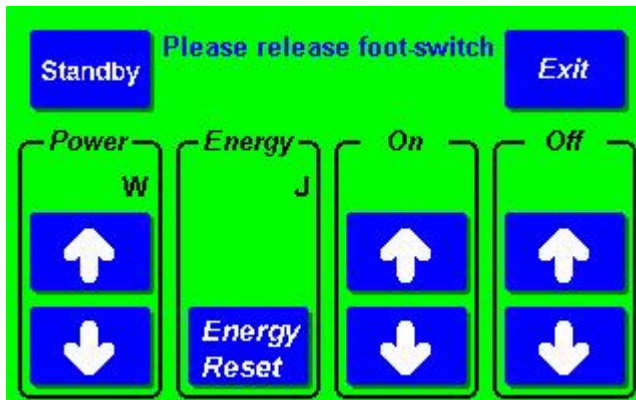 Standby
Please release foot-switch
Exit
Power
Energy
On
Off
W
J
Energy
Reset